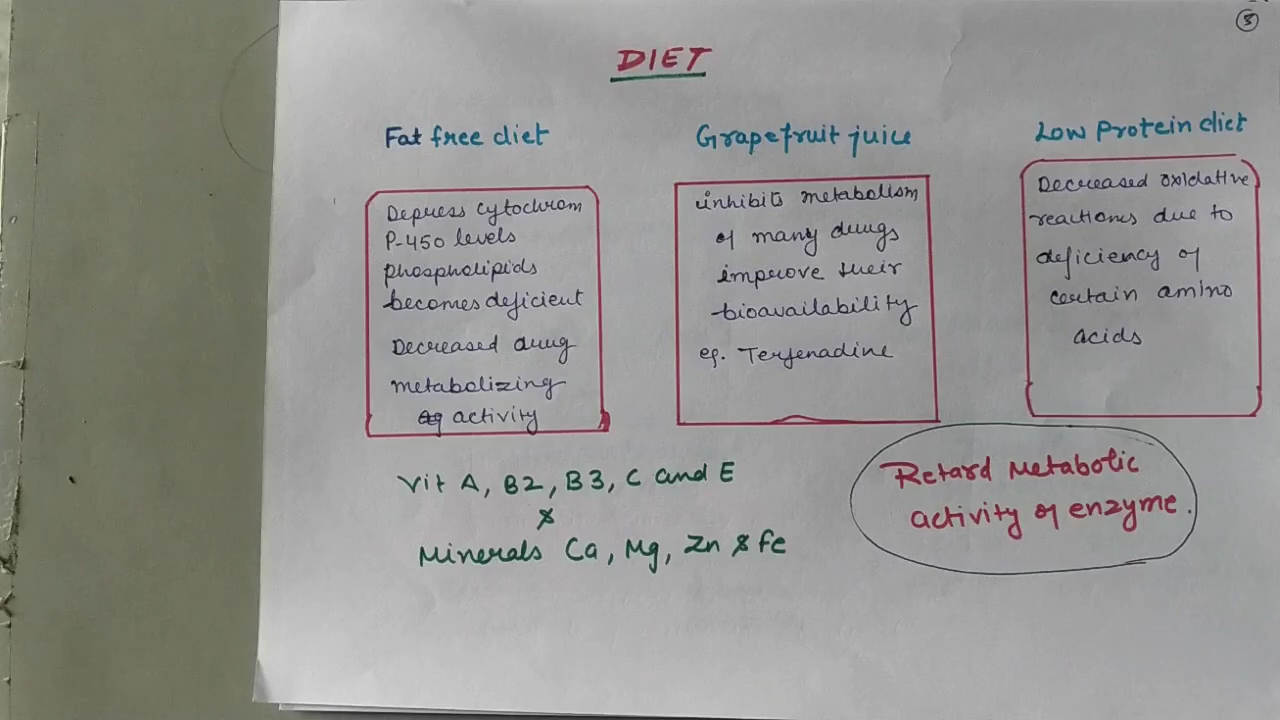 5
DIET
Fat free diet
Depress cytochrom
P-450 levels
phospholipids
becomes deficient
Decreased drug
metabolizing
activity
Grapefruit juice
inhibits metabolism
of many drugs
improve their
bioavailability
eg. Terfenadine
Low Protein diet
Decreased oxidative
reactiones due to
deficiency of
certain amino
acids
Vit A, B2, B3, C and E
&
Minerals Ca, Mg, Zn & Fe
Retard Metabolic
activity of enzyme.